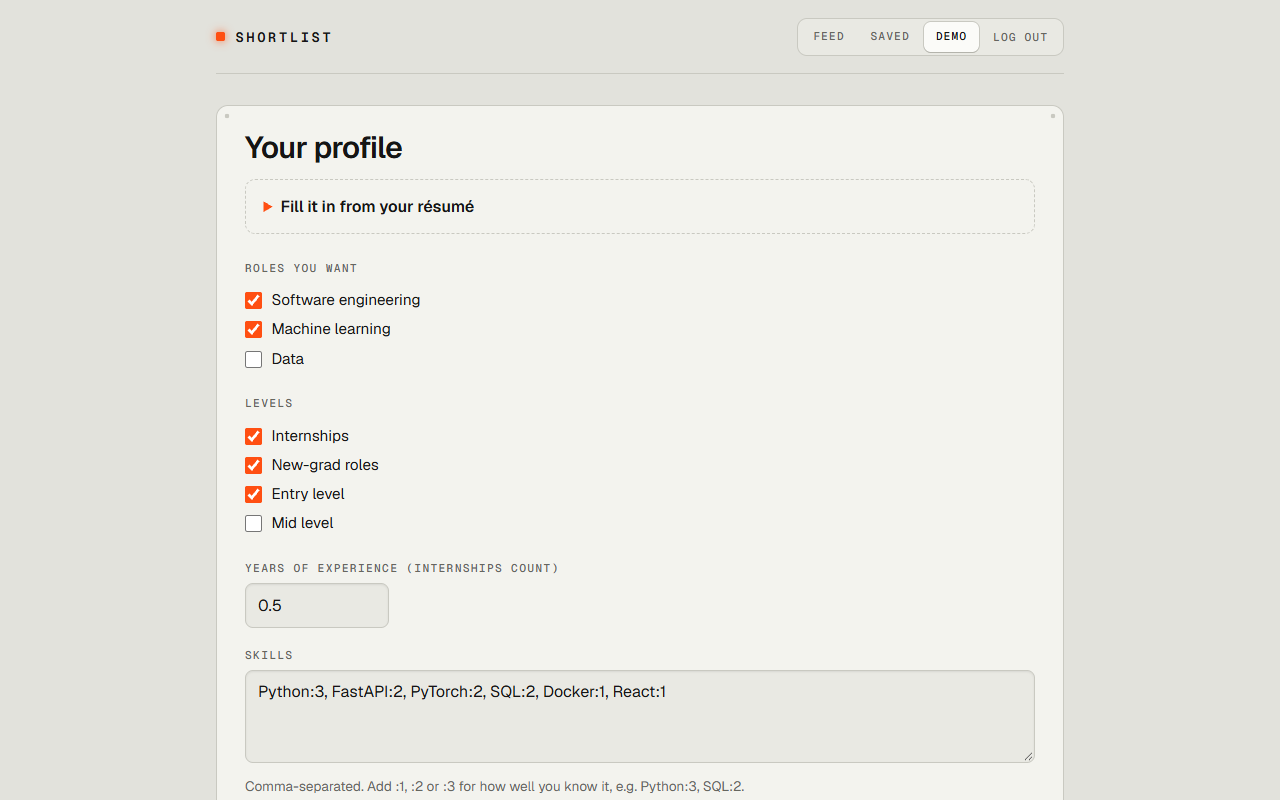 SHORTLIST
FEED SAVED DEMO LOG OUT
Your profile
Fill it in from your résumé
ROLES YOU WANT
Software engineering
Machine learning
Data
LEVELS
Internships
New-grad roles
Entry level
Mid level
YEARS OF EXPERIENCE (INTERNSHIPS COUNT)
0.5
SKILLS
Python:3, FastAPI:2, PyTorch:2, SQL:2, Docker:1, React:1
Comma-separated. Add :1, :2 or :3 for how well you know it, e.g. Python:3, SQL:2.